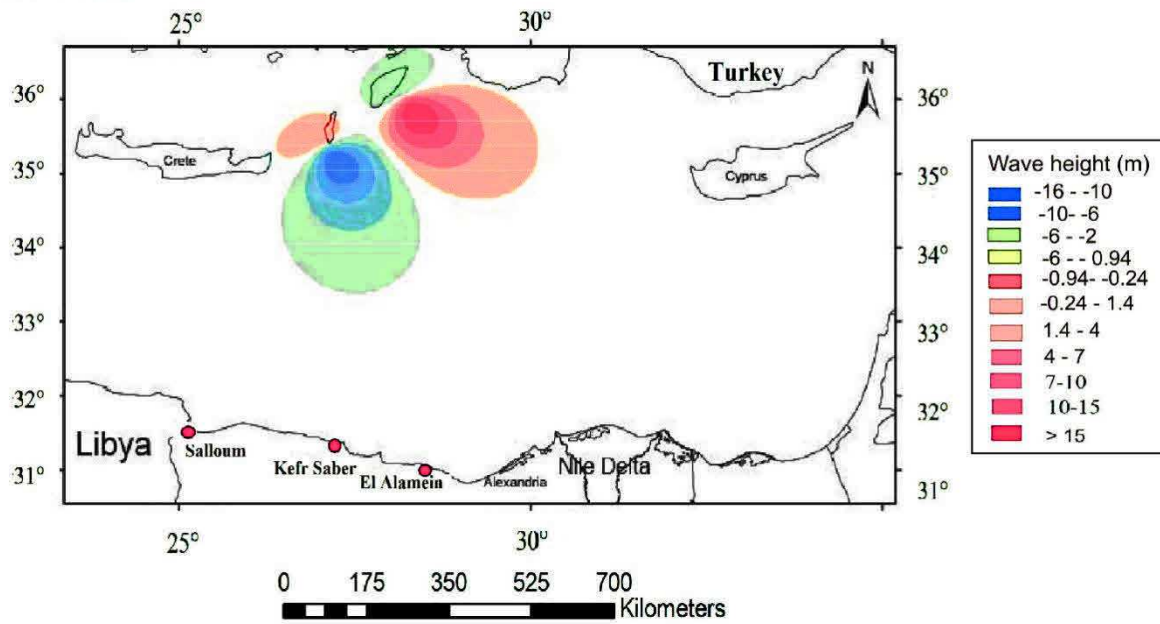 25° 30°
Turkey
N
36° 36°
Crete
35° 35°
Cyprus
34° 34°
33° 33°
32° 32°
Libya
Salloum
Kefr Saber
El Alamein
Alexandria
Nile Delta
31° 31°
25° 30°
0 175 350 525 700
Kilometers
Wave height (m)
-16 - -10
-10- -6
-6 - -2
-6 - - 0.94
-0.94- -0.24
-0.24 - 1.4
1.4 - 4
4 - 7
7-10
10-15
> 15